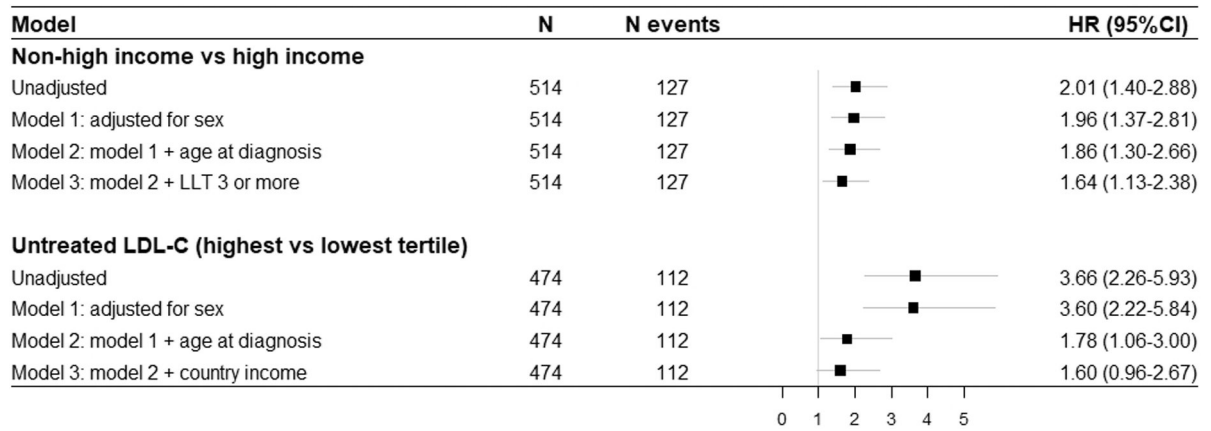 Model N N events HR (95%CI)
Non-high income vs high income
Unadjusted 514 127 2.01 (1.40-2.88)
Model 1: adjusted for sex 514 127 1.96 (1.37-2.81)
Model 2: model 1 + age at diagnosis 514 127 1.86 (1.30-2.66)
Model 3: model 2 + LLT 3 or more 514 127 1.64 (1.13-2.38)
Untreated LDL-C (highest vs lowest tertile)
Unadjusted 474 112 3.66 (2.26-5.93)
Model 1: adjusted for sex 474 112 3.60 (2.22-5.84)
Model 2: model 1 + age at diagnosis 474 112 1.78 (1.06-3.00)
Model 3: model 2 + country income 474 112 1.60 (0.96-2.67)
0 1 2 3 4 5